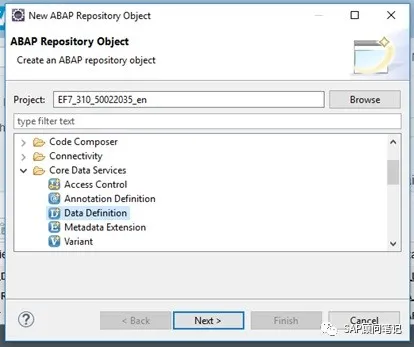 New ABAP Repository Object
ABAP Repository Object
Create an ABAP repository object
Project: EF7_310_50022035_en Browse
type filter text
Code Composer
Connectivity
Core Data Services
Access Control
Annotation Definition
Data Definition
Metadata Extension
Variant
< Back Next > Finish Cancel
SAP顾问笔记